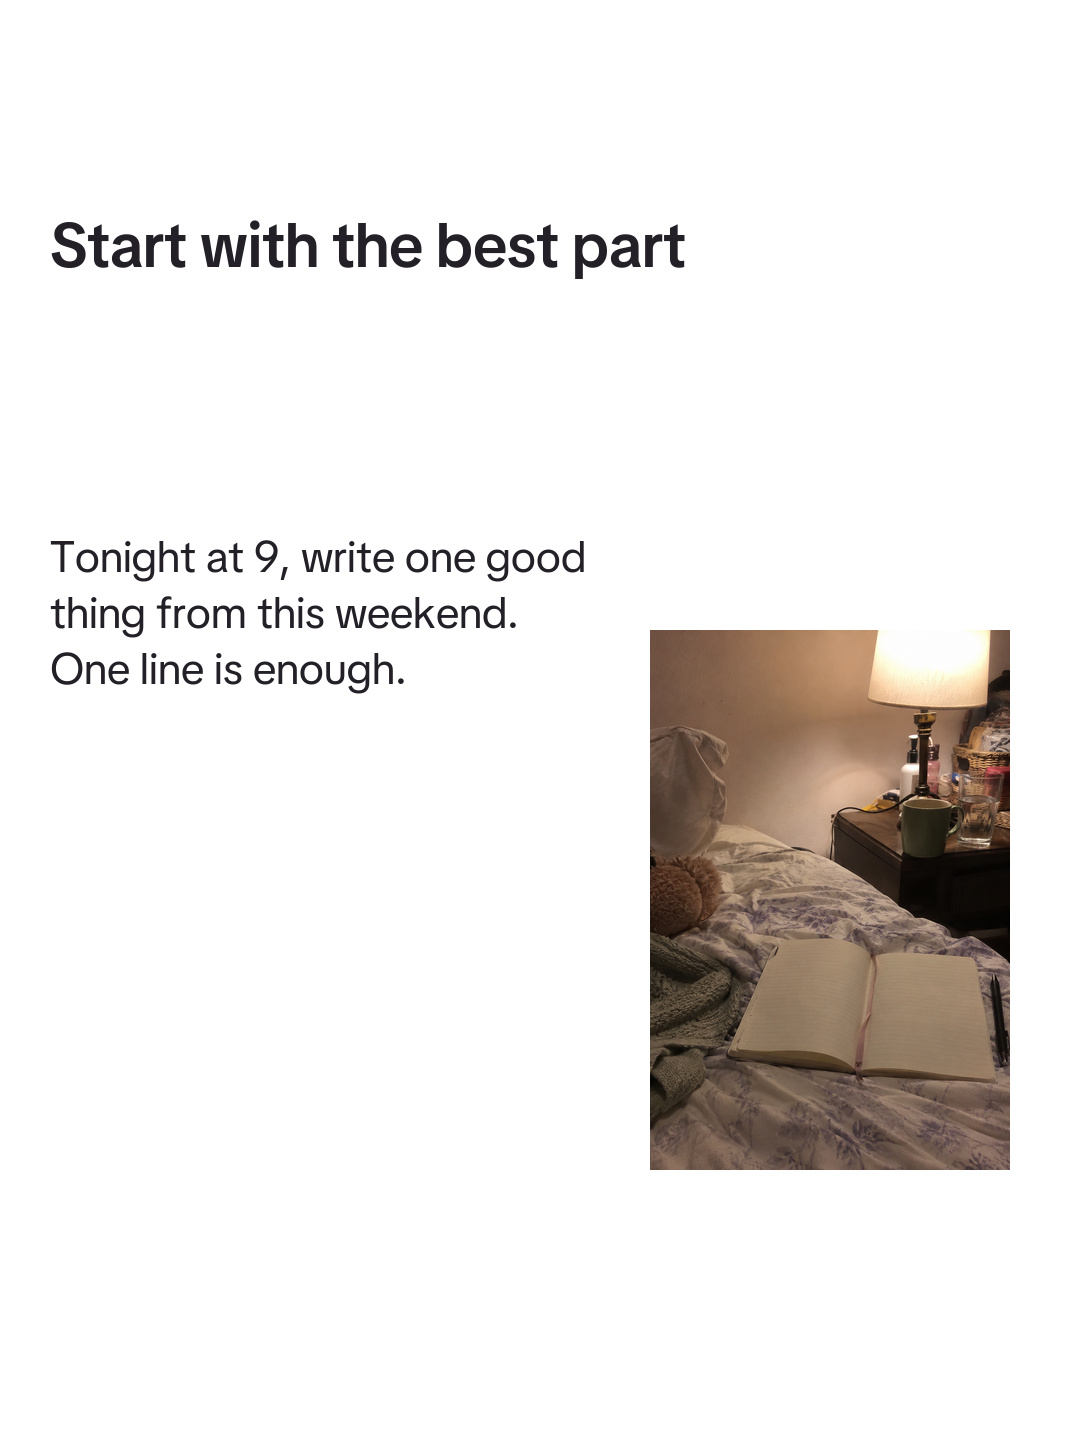 Start with the best part
Tonight at 9, write one good
thing from this weekend.
One line is enough.